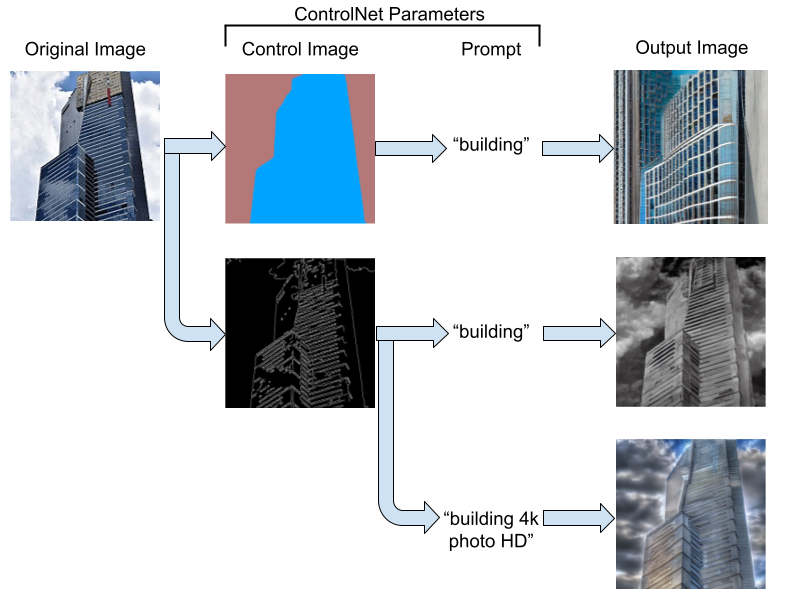 ControlNet Parameters
Original Image
Control Image
Prompt
Output Image
“building”
“building”
“building 4k
photo HD”